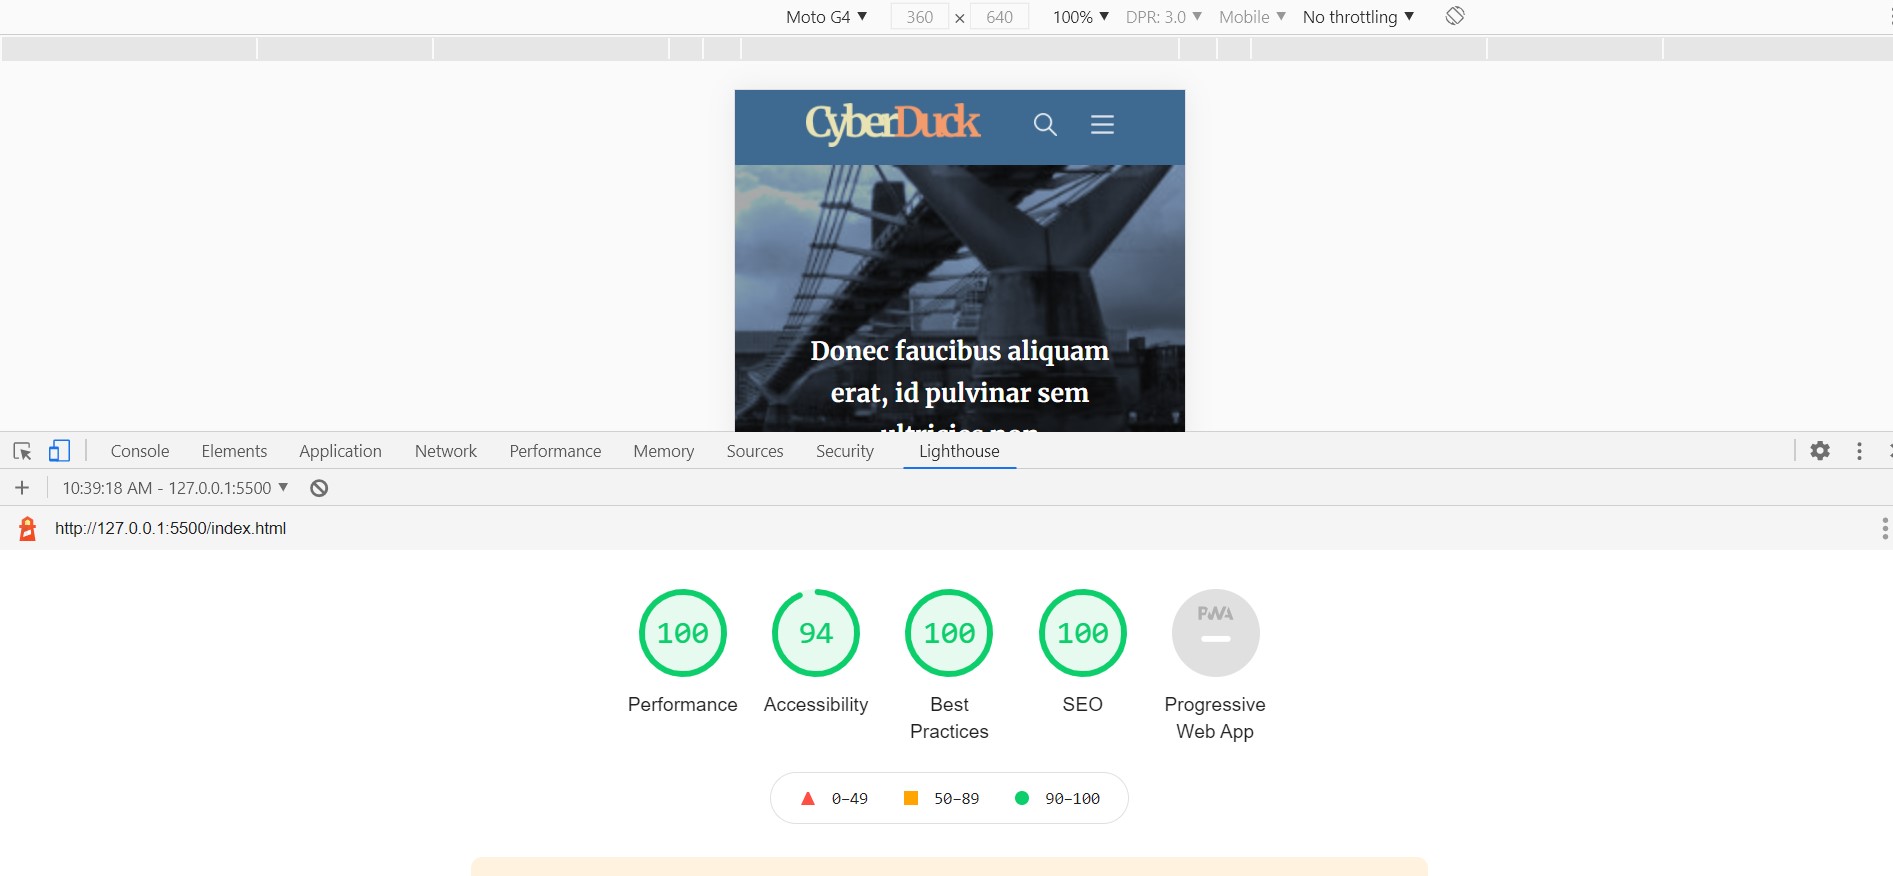 Moto G4 ▼ 360 × 640 100% ▼ DPR: 3.0 ▼ Mobile ▼ No throttling ▼
CyberDuck
Donec faucibus aliquam
erat, id pulvinar sem
ultricies non
Console Elements Application Network Performance Memory Sources Security Lighthouse
10:39:18 AM - 127.0.0.1:5500 ▼
http://127.0.0.1:5500/index.html
100 94 100 100 PWA
Performance Accessibility Best Practices SEO Progressive Web App
0–49 50–89 90–100